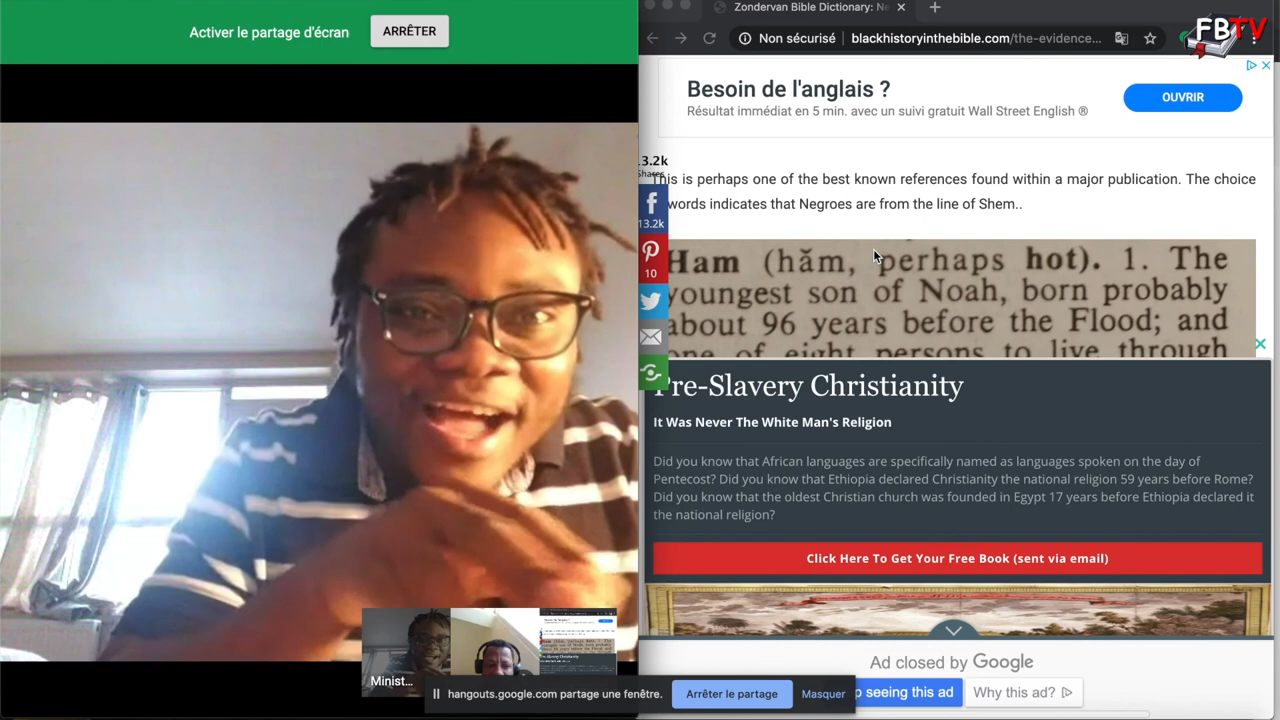 Activer le partage d'écran
ARRÊTER
Zondervan Bible Dictionary: Ne
Non sécurisé
blackhistoryinthebible.com/the-evidence...
FBTV
Besoin de l'anglais ?
Résultat immédiat en 5 min. avec un suivi gratuit Wall Street English ®
OUVRIR
3.2k
Shares
This is perhaps one of the best known references found within a major publication. The choice
words indicates that Negroes are from the line of Shem..
13.2k
10
Ham (hăm, perhaps hot). 1. The
youngest son of Noah, born probably
about 96 years before the Flood; and
one of eight persons to live through
Pre-Slavery Christianity
It Was Never The White Man's Religion
Did you know that African languages are specifically named as languages spoken on the day of
Pentecost? Did you know that Ethiopia declared Christianity the national religion 59 years before Rome?
Did you know that the oldest Christian church was founded in Egypt 17 years before Ethiopia declared it
the national religion?
Click Here To Get Your Free Book (sent via email)
Minist...
hangouts.google.com partage une fenêtre.
Arrêter le partage
Masquer
Ad closed by Google
p seeing this ad
Why this ad?